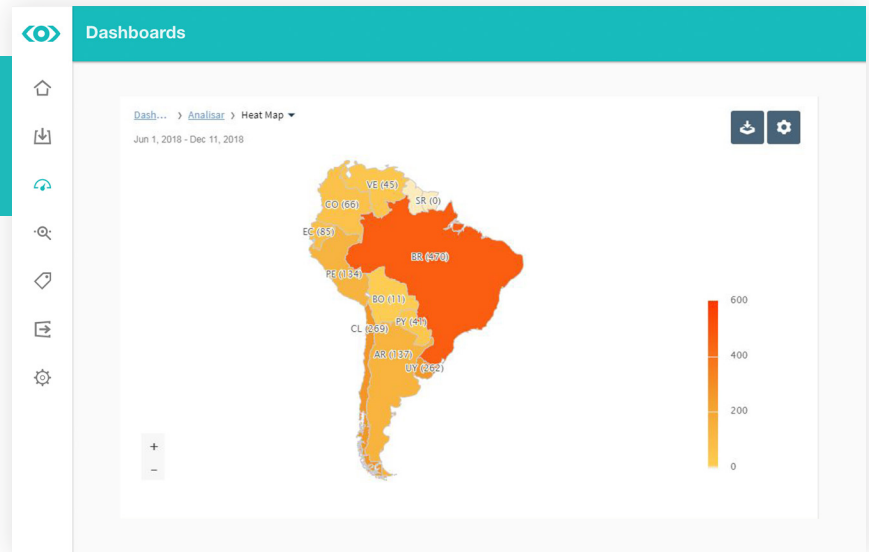 Dashboards
Dash... > Analisar > Heat Map
Jun 1, 2018 - Dec 11, 2018
VE (45)
CO (66)
SR (0)
EC (85)
BR (470)
PE (134)
BO (11)
600
PY (41)
CL (269)
AR (137)
400
UY (262)
200
+
0
−